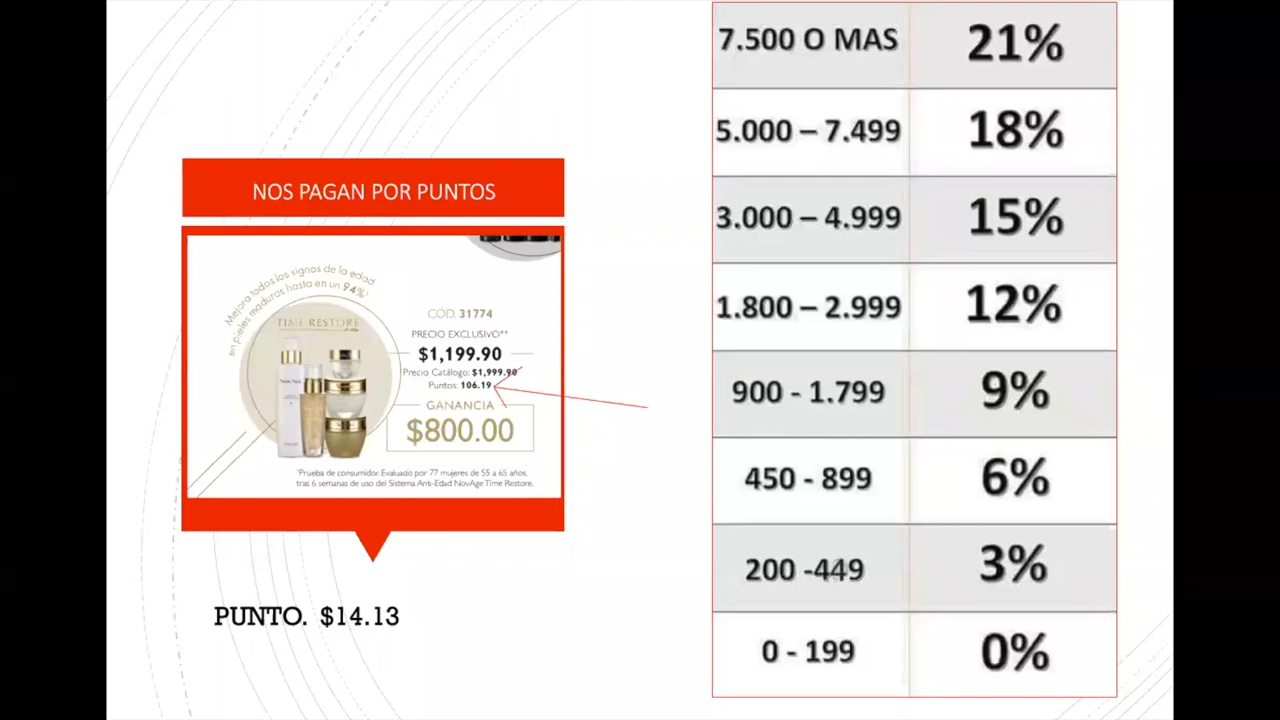 NOS PAGAN POR PUNTOS
Mejora todos los signos de la edad
en pieles maduras hasta en un 94%¹
TIME RESTORE
CÓD. 31774
PRECIO EXCLUSIVO**
$1,199.90
Precio Catálogo: $1,999.90
Puntos: 106.19
GANANCIA
$800.00
¹Prueba de consumidor. Evaluado por 77 mujeres de 55 a 65 años,
tras 6 semanas de uso del Sistema Anti-Edad NovAge Time Restore.
PUNTO. $14.13
7.500 O MAS 21%
5.000 – 7.499 18%
3.000 – 4.999 15%
1.800 – 2.999 12%
900 - 1.799 9%
450 - 899 6%
200 -449 3%
0 - 199 0%